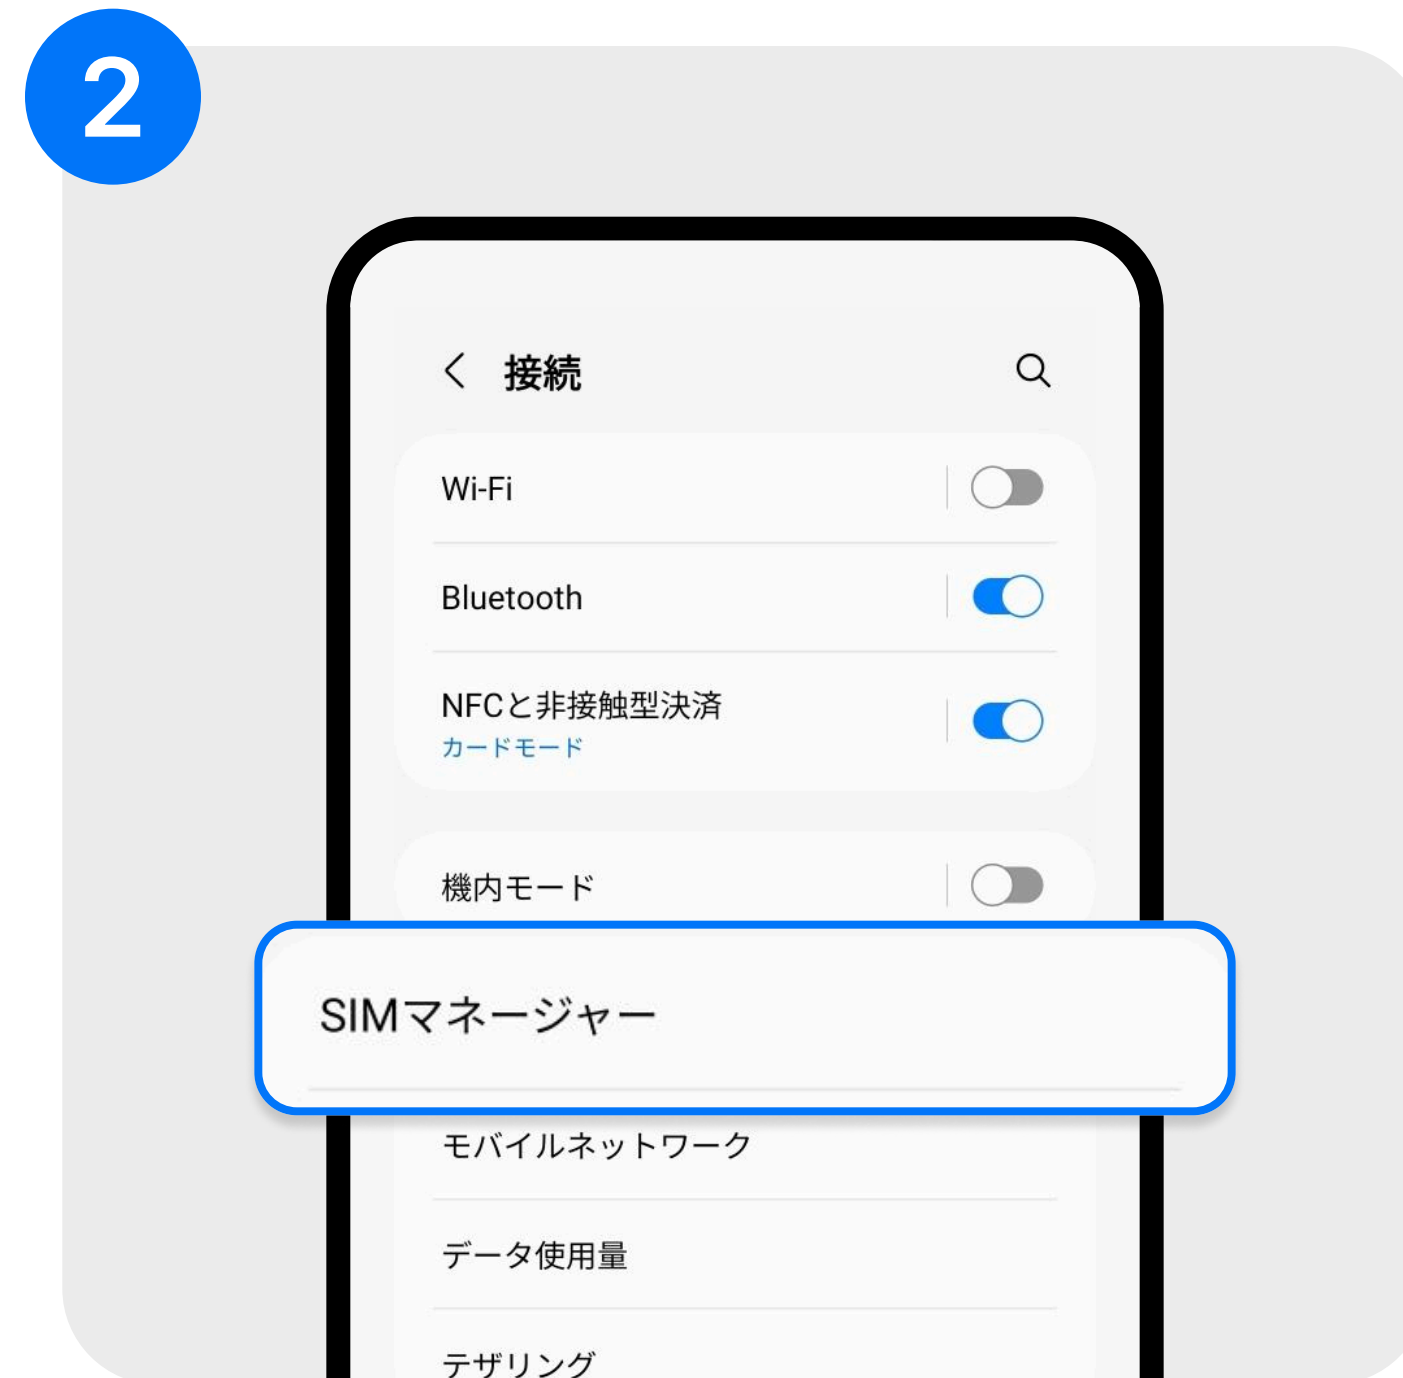 2
接続
Wi-Fi
Bluetooth
NFCと非接触型決済
カードモード
機内モード
SIMマネージャー
モバイルネットワーク
データ使用量
テザリング